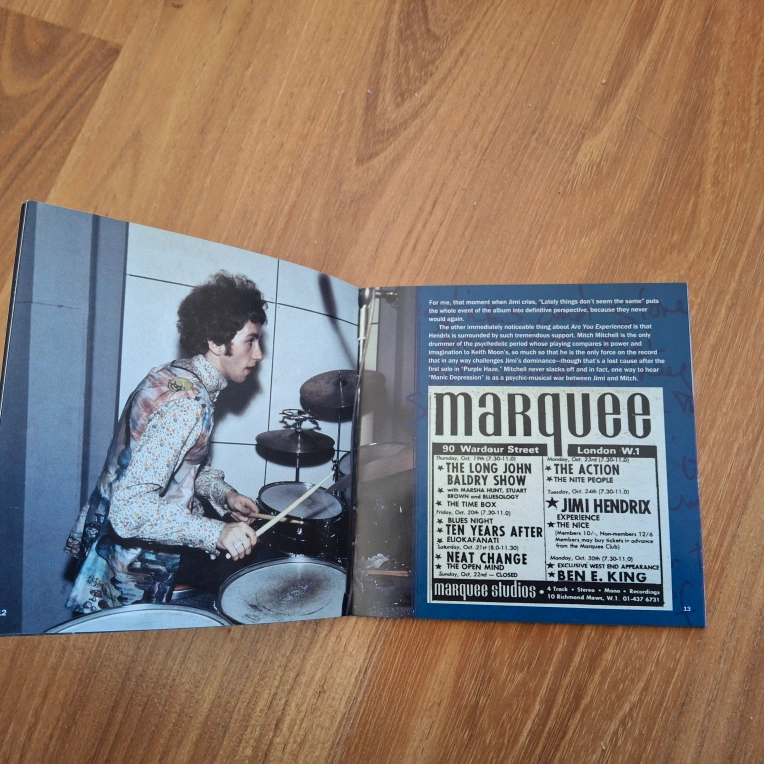 For me, that moment when Jimi cries, "Lately things don't seem the same" puts
the whole event of the album into definitive perspective, because they never
would again.
The other immediately noticeable thing about Are You Experienced is that
Hendrix is surrounded by such tremendous support. Mitch Mitchell is the only
drummer of the psychedelic period whose playing compares in power and
imagination to Keith Moon's, so much so that he is the only force on the record
that in any way challenges Jimi's dominance—though that's a lost cause after the
first solo in "Purple Haze," Mitchell never slacks off and in fact, one way to hear
"Manic Depression" is as a psychic-musical war between Jimi and Mitch.
marquee
90 Wardour Street London W.1
Thursday, Oct. 19th (7.30-11.0)
★ THE LONG JOHN
BALDRY SHOW
with MARSHA HUNT, STUART
BROWN and BLUESOLOGY
★ THE TIME BOX
Friday, Oct. 20th (7.30-11.0)
★ BLUES NIGHT
★ TEN YEARS AFTER
★ ELIOKAFANATI
Saturday, Oct. 21st (8.0-11.30)
★ NEAT CHANGE
★ THE OPEN MIND
Sunday, Oct. 22nd — CLOSED
Monday, Oct. 23rd (7.30-11.0)
★ THE ACTION
★ THE NITE PEOPLE
Tuesday, Oct. 24th (7.30-11.0)
★ JIMI HENDRIX
EXPERIENCE
★ THE NICE
(Members 10/-, Non-members 12/6
Members may buy tickets in advance
from the Marquee Club)
Monday, Oct. 30th (7.30-11.0)
★ EXCLUSIVE WEST END APPEARANCE
★ BEN E. KING ★
marquee studios • 4 Track • Stereo • Mono • Recordings
10 Richmond Mews, W.1. 01-437 6731
13